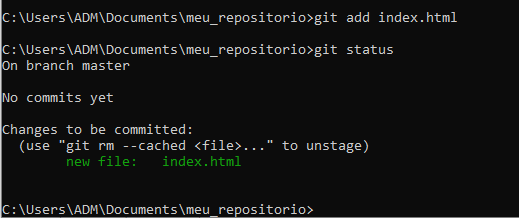 C:\Users\ADM\Documents\meu_repositorio>git add index.html
C:\Users\ADM\Documents\meu_repositorio>git status
On branch master
No commits yet
Changes to be committed:
  (use "git rm --cached <file>..." to unstage)
        new file:   index.html
C:\Users\ADM\Documents\meu_repositorio>